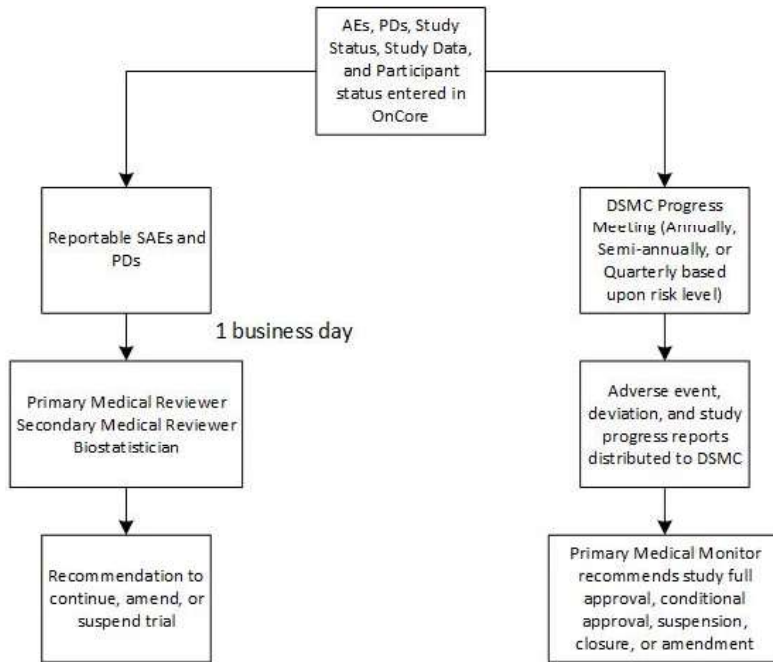 AEs, PDs, Study
Status, Study Data,
and Participant
status entered in
OnCore
Reportable SAEs and
PDs
1 business day
Primary Medical Reviewer
Secondary Medical Reviewer
Biostatistician
Recommendation to
continue, amend, or
suspend trial
DSMC Progress
Meeting (Annually,
Semi-annually, or
Quarterly based
upon risk level)
Adverse event,
deviation, and study
progress reports
distributed to DSMC
Primary Medical Monitor
recommends study full
approval, conditional
approval, suspension,
closure, or amendment